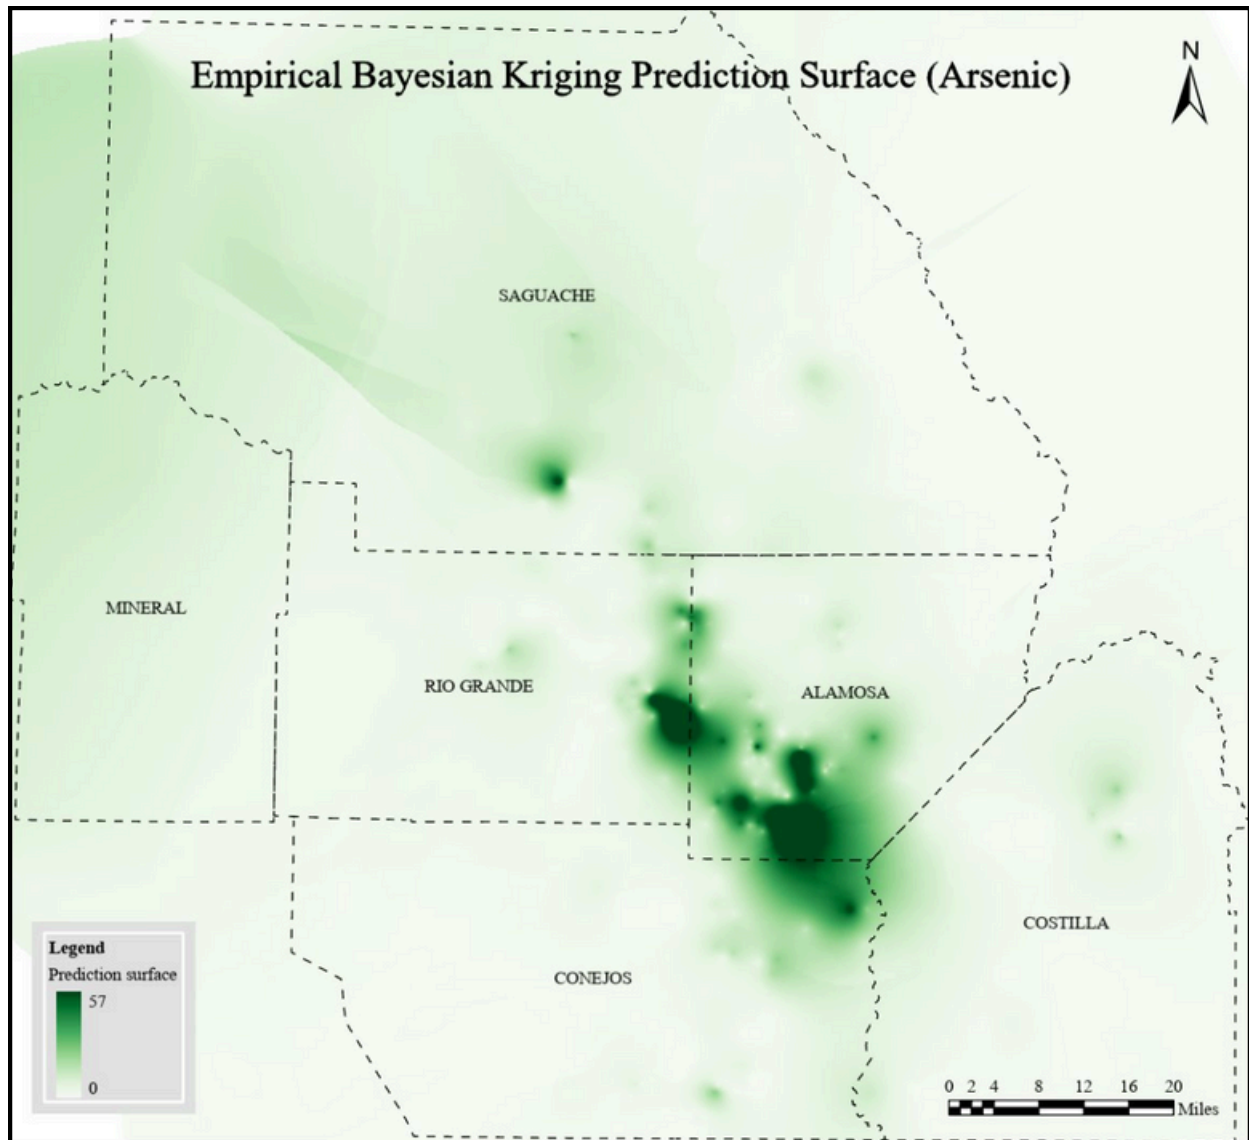 Empirical Bayesian Kriging Prediction Surface (Arsenic)
N
SAGUACHE
MINERAL
RIO GRANDE
ALAMOSA
COSTILLA
CONEJOS
Legend
Prediction surface
57
0
0 2 4 8 12 16 20
Miles